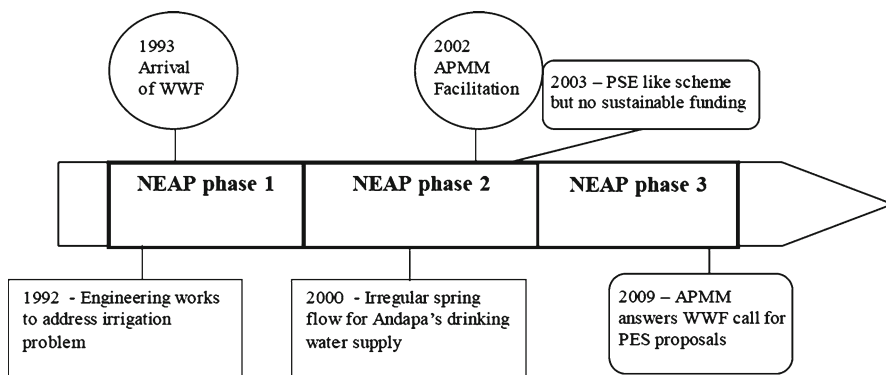 1993
Arrival
of WWF
2002
APMM
Facilitation
2003 – PSE like scheme
but no sustainable funding
NEAP phase 1
NEAP phase 2
NEAP phase 3
1992 - Engineering works
to address irrigation
problem
2000 - Irregular spring
flow for Andapa's drinking
water supply
2009 – APMM
answers WWF call for
PES proposals